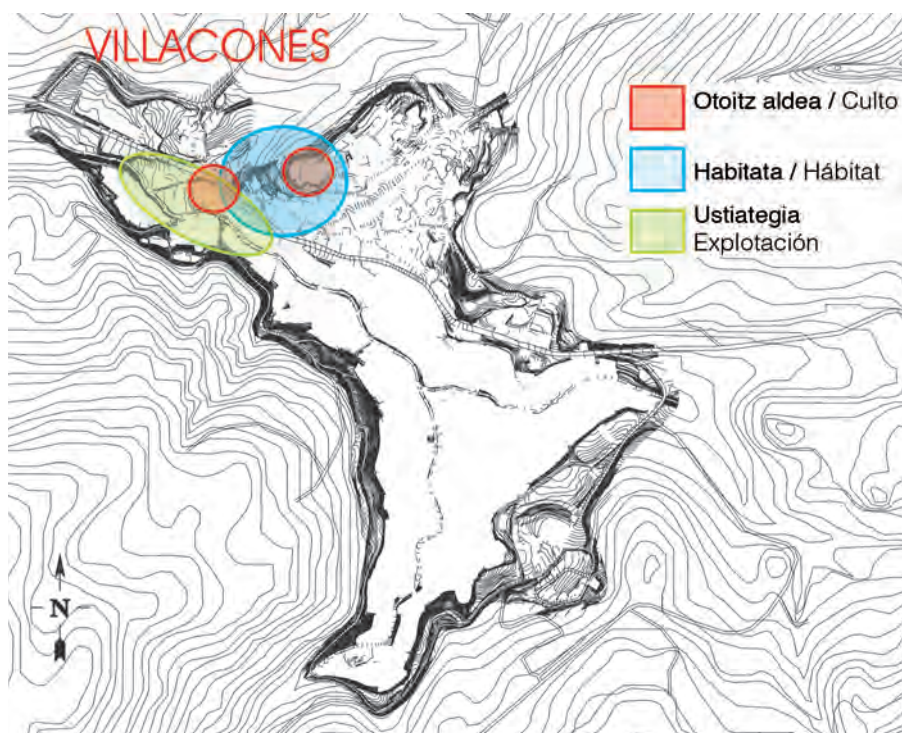 VILLACONES
Otoitz aldea / Culto
Habitata / Hábitat
Ustiategia
Explotación
N